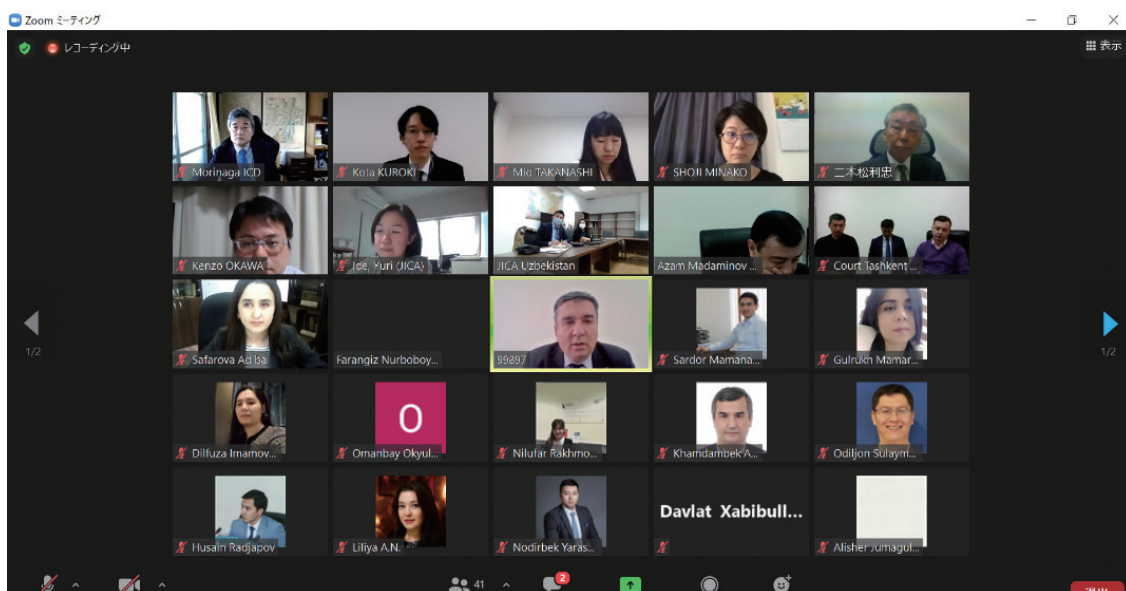 Zoom ミーティング
レコーディング中
表示
Morinaga ICD
Kota KUROKI
Mio TAKANASHI
SHOJI MINAKO
二本松利忠
Kenzo OKAWA
Ide, Yuri (JICA)
JICA Uzbekistan
Azam Madaminov ...
Court Tashkent ...
Safarova Adiba
Farangiz Nurboboy...
99897
Sardor Mamana...
Gulrukh Mamar...
1/2
1/2
Dilfuza Imamov...
O
Omanbay Okyul...
Nilufar Rakhmo...
Khamdambek A...
Odiljon Sulaym...
Husain Radjapov
Liliya A.N.
Nodirbek Yaras...
Davlat Xabibull...
Alisher Jumagul...
41
2